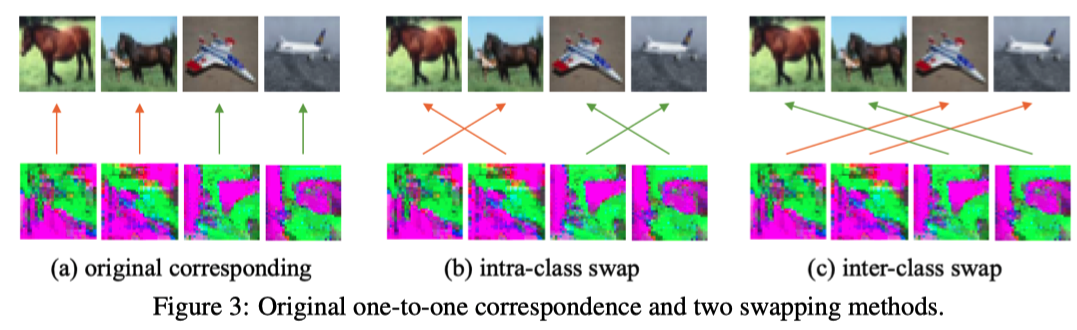 (a) original corresponding
(b) intra-class swap
(c) inter-class swap
Figure 3: Original one-to-one correspondence and two swapping methods.